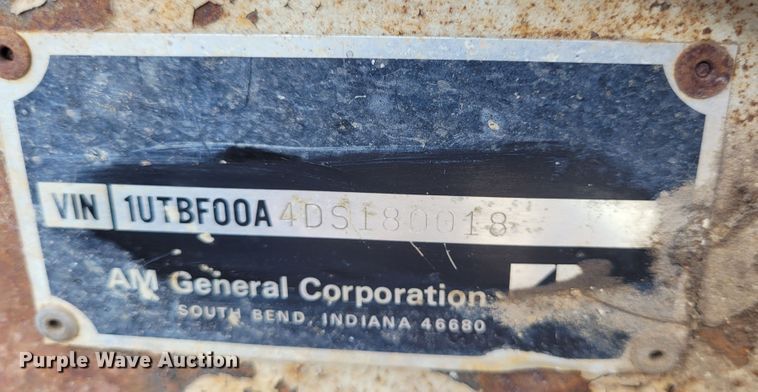 VIN 1UTBF00A4DS180018
AM General Corporation
SOUTH BEND, INDIANA 46680
Purple Wave Auction